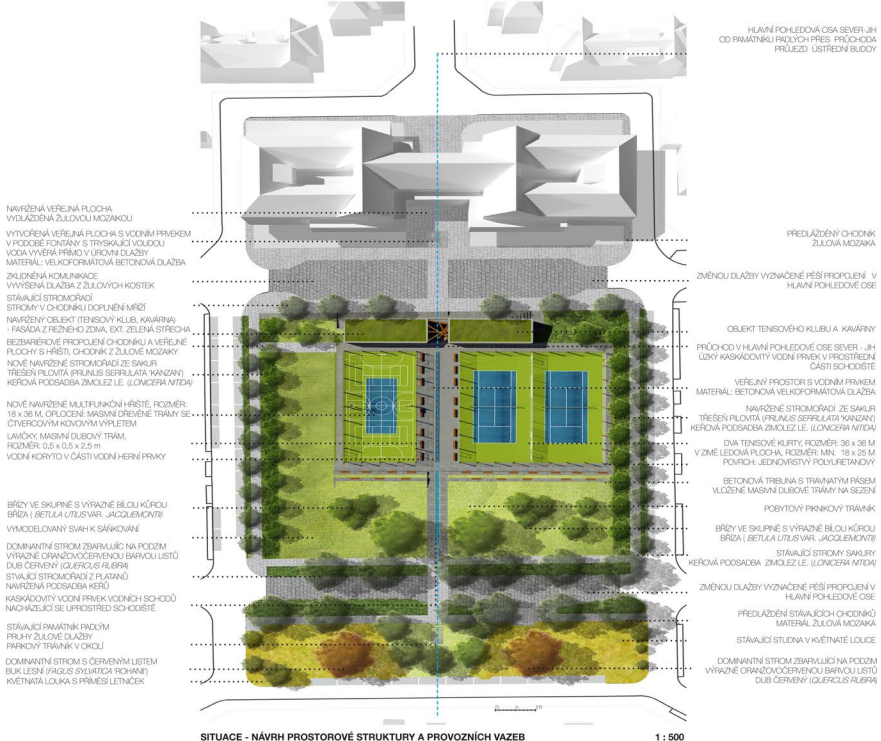 HLAVNÍ POHLEDOVÁ OSA SEVER-JIH
OD PAMÁTNÍKU PADLÝCH PŘES PRŮCHODA
PRŮJEZD ÚSTŘEDNÍ BUDOY
NAVRŽENÁ VEŘEJNÁ PLOCHA
VYDLÁŽDĚNÁ ŽULOVOU MOZAIKOU
VYTVOŘENÁ VEŘEJNÁ PLOCHA S VODNÍM PRVEKEM
V PODOBĚ FONTÁNY S TRYSKAJÍCÍ VOUDOU
VODA VYVĚRÁ PŘÍMO V ÚROVNI DLAŽBY
MATERIÁL: VELKOFORMÁTOVÁ BETONOVÁ DLAŽBA
ZKLIDNĚNÁ KOMUNIKACE
VYVÝŠENÁ DLAŽBA Z ŽULOVÝCH KOSTEK
STÁVAJÍCÍ STROMOŘADÍ
STROMY V CHODNÍKU DOPLNĚNÍ MŘÍŽÍ
NAVRŽENÝ OBJEKT (TENISOVÝ KLUB, KAVÁRNA)
- FASÁDA Z REŽNÉHO ZDIVA, EXT. ZELENÁ STŘECHA
BEZBARIÉROVÉ PROPOJENÍ CHODNÍKU A VEŘEJNÉ
PLOCHY S HŘIŠTI, CHODNÍK Z ŽULOVÉ MOZAIKY
NOVĚ NAVRŽENÉ STROMOŘADÍ ZE SAKUR
TŘEŠEŇ PILOVITÁ (PRUNUS SERRULATA 'KANZAN')
KEŘOVÁ PODSADBA ZIMOLEZ LE. (LONICERA NITIDA)
NOVĚ NAVRŽENÉ MULTIFUNKČNÍ HŘIŠTĚ, ROZMĚR:
18 x 36 M, OPLOCENÍ: MASIVNÍ DŘEVĚNÉ TRÁMY SE
ČTVERCOVÝM KOVOVÝM VÝPLETEM
LAVIČKY, MASIVNÍ DUBOVÝ TRÁM,
ROZMĚR: 0,5 x 0,5 x 2,5 m
VODNÍ KORYTO V ČÁSTI VODNÍ HERNÍ PRVKY
BŘÍZY VE SKUPINĚ S VÝRAZNĚ BÍLOU KŮROU
BŘÍZA ( BETULA UTILIS VAR. JACQUEMONTII)
VYMODELOVANÝ SVAH K SÁŇKOVÁNÍ
DOMINANTNÍ STROM ZBARVUJÍIC NA PODZIM
VÝRAZNĚ ORANŽOVOČERVENOU BARVOU LISTŮ
DUB ČERVENÝ (QUERCUS RUBRA)
STVAJÍCÍ STROMOŘADÍ Z PLATANŮ
NAVRŽENÁ PODSADBA KEŘŮ
KASKÁDOVITÝ VODNÍ PRVEK VODNÍCH SCHODŮ
NACHÁZEJÍCÍ SE UPROSTŘED SCHODIŠTĚ
STÁVAJÍCÍ PAMÁTNÍK PADLÝM
PRUHY ŽULOVÉ DLAŽBY
PARKOVÝ TRÁVNÍK V OKOLÍ
DOMINANTNÍ STROM S ČERVENÝM LISTEM
BUK LESNÍ (FAGUS SYLVATICA 'ROHANII')
KVĚTNATÁ LOUKA S PŘÍMĚSÍ LETNIČEK
PŘEDLÁŽDĚNÝ CHODNÍK
ŽULOVÁ MOZAIKA
ZMĚNOU DLAŽBY VYZNAČENÉ PĚŠÍ PROPOJENÍ V
HLAVNÍ POHLEDOVÉ OSE
OBJEKT TENISOVÉHO KLUBU A KAVÁRNY
PRŮCHOD V HLAVNÍ POHLEDOVÉ OSE SEVER - JIH
ÚZKÝ KASKÁDOVITÝ VODNÍ PRVEK V PROSTŘEDNÍ
ČÁSTI SCHODIŠTĚ
VEŘEJNÝ PROSTOR S VODNÍM PRVKEM
MATERIÁL: BETONOVÁ VELKOFORMÁTOVÁ DLAŽBA
NAVRŽENÉ STROMOŘADÍ ZE SAKUR
TŘEŠEŇ PILOVITÁ (PRUNUS SERRULATA 'KANZAN')
KEŘOVÁ PODSADBA ZIMOLEZ LE. (LONICERA NITIDA)
DVA TENISOVÉ KURTY, ROZMĚR: 36 x 36 M
V ZIMĚ LEDOVÁ PLOCHA, ROZMĚR: MIN. 18 x 25 M
POVRCH: JEDNOVRSTVÝ POLYURETANOVÝ
BETONOVÁ TRIBUNA S TRAVNATÝM PÁSEM
VLOŽENÉ MASIVNÍ DUBOVÉ TRÁMY NA SEZENÍ
POBYTOVÝ PIKNIKOVÝ TRÁVNÍK
BŘÍZY VE SKUPINĚ S VÝRAZNĚ BÍLOU KŮROU
BŘÍZA ( BETULA UTILIS VAR. JACQUEMONTII)
STÁVAJÍCÍ STROMY SAKURY
KEŘOVÁ PODSADBA ZIMOLEZ LE. (LONICERA NITIDA)
ZMĚNOU DLAŽBY VYZNAČENÉ PĚŠÍ PROPOJENÍ V
HLAVNÍ POHLEDOVÉ OSE
PŘEDLÁŽDĚNÍ STÁVAJÍCÍCH CHODNÍKŮ
MATERIÁL ŽULOVÁ MOZAIKA
STÁVAJÍCÍ STUDNA V KVĚTNATÉ LOUCE
DOMINANTNÍ STROM ZBARVUJÍCÍ NA PODZIM
VÝRAZNĚ ORANŽOVOČERVENOU BARVOU LISTŮ
DUB ČERVENÝ (QUERCUS RUBRA)
SITUACE - NÁVRH PROSTOROVÉ STRUKTURY A PROVOZNÍCH VAZEB
1 : 500